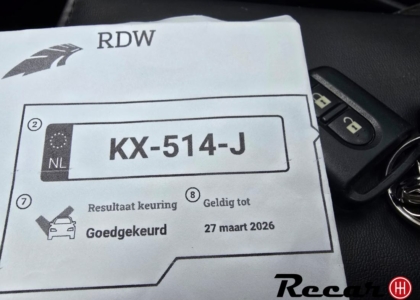 RDW
2
NL
KX-514-J
7
Resultaat keuring
Goedgekeurd
8
Geldig tot
27 maart 2026
Recar